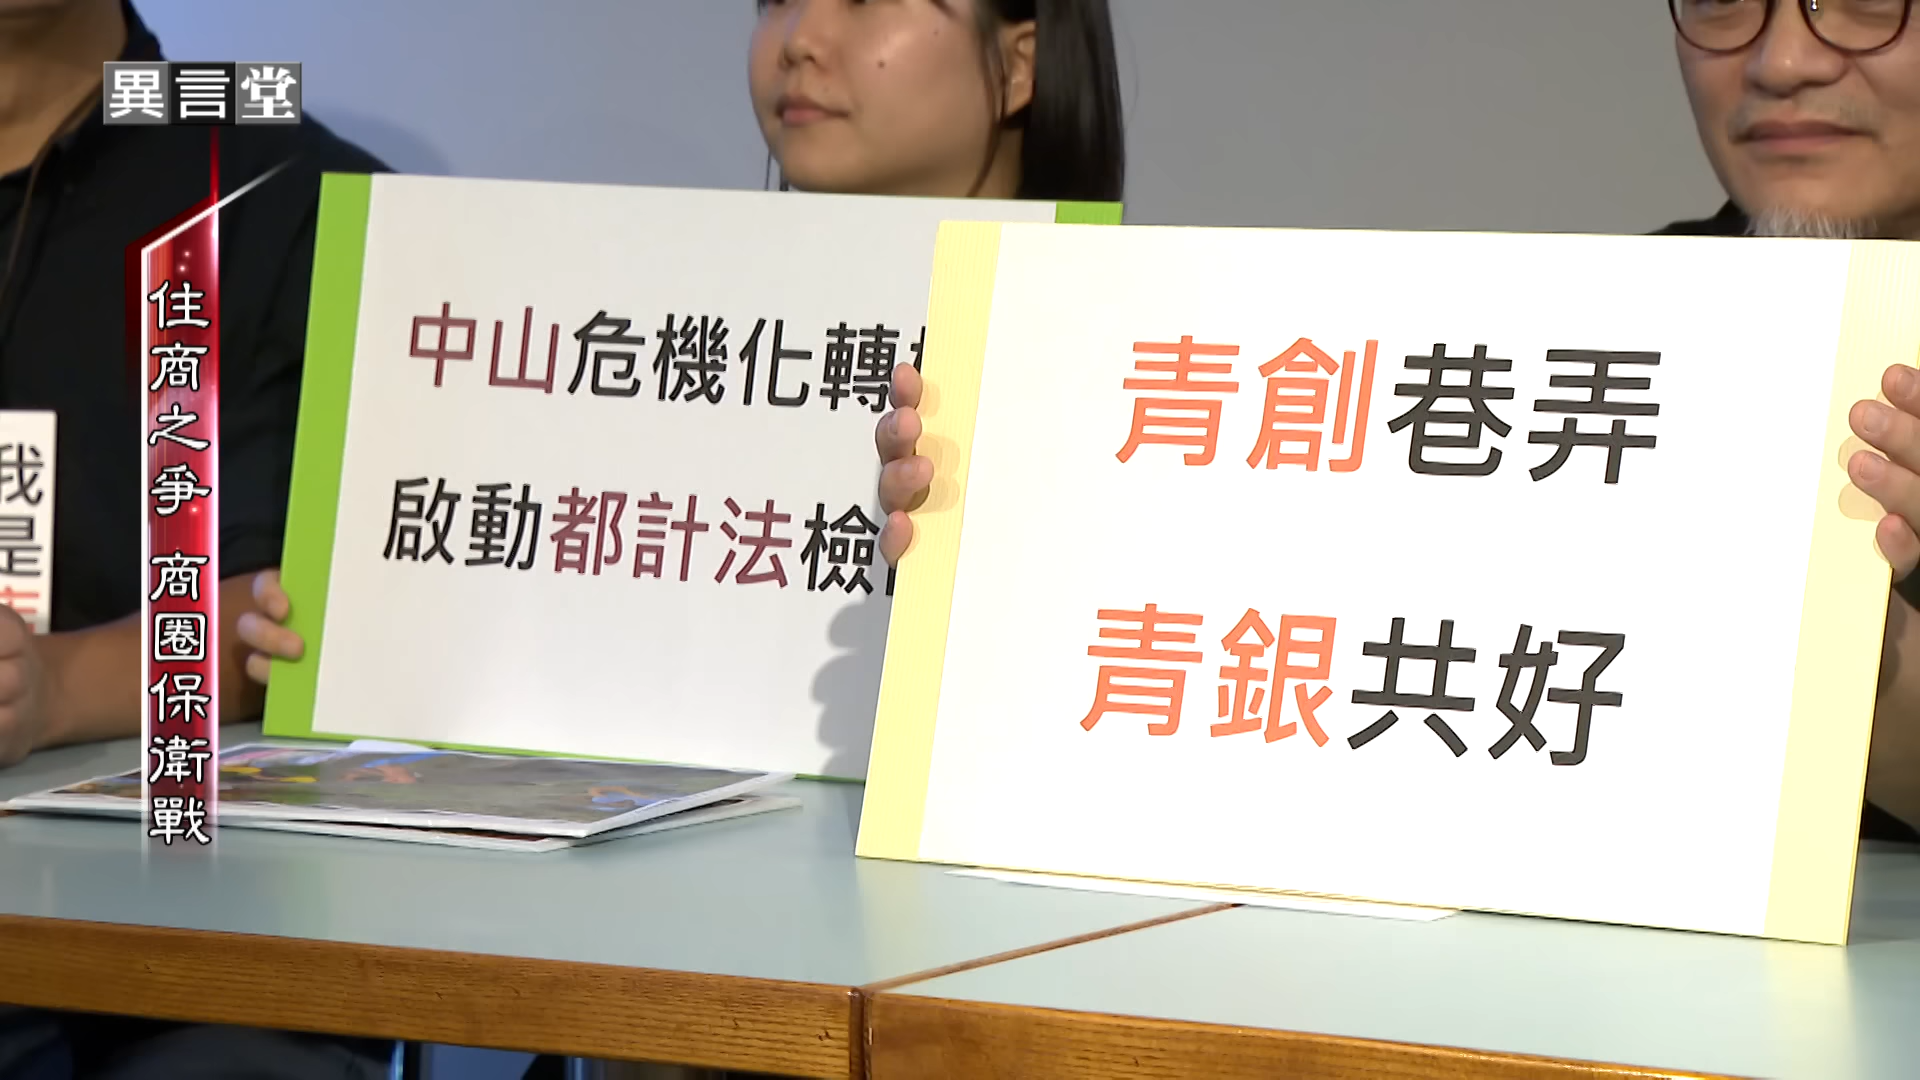 異言堂
住商之爭 商圈保衛戰
我是
中山危機化轉
啟動都計法檢
青創巷弄
青銀共好